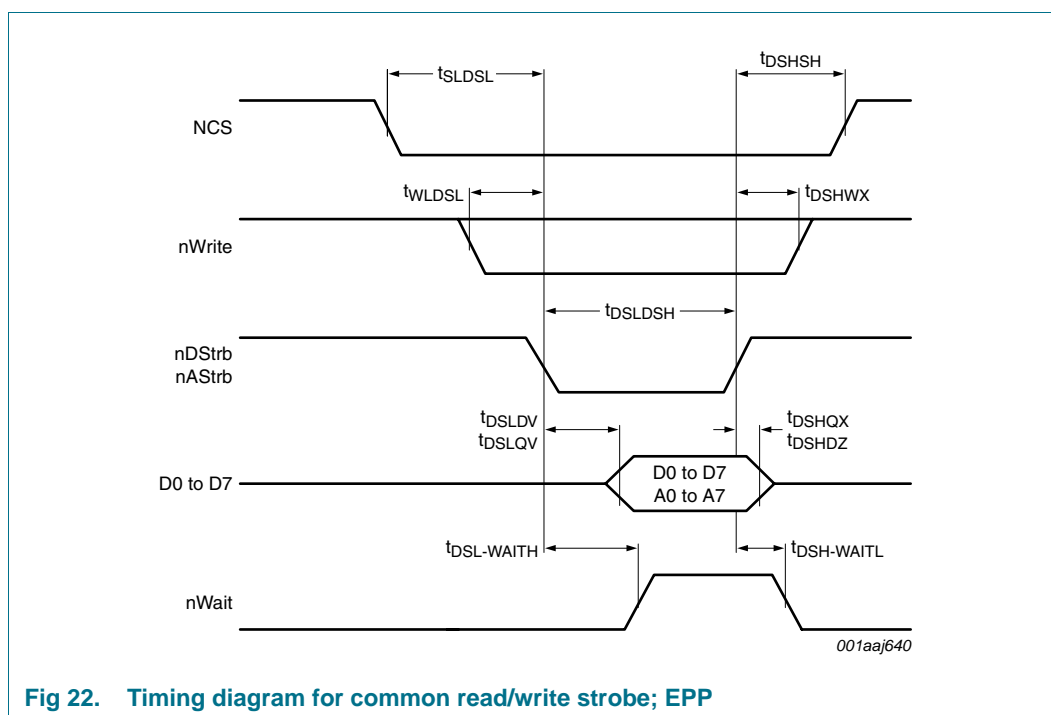 tSLDSL
tDSHSH
NCS
tWLDSL
tDSHWX
nWrite
tDSLDSH
nDStrb
nAStrb
tDSLDV
tDSLQV
tDSHQX
tDSHDZ
D0 to D7
D0 to D7
A0 to A7
tDSL-WAITH
tDSH-WAITL
nWait
001aaj640
Fig 22. Timing diagram for common read/write strobe; EPP